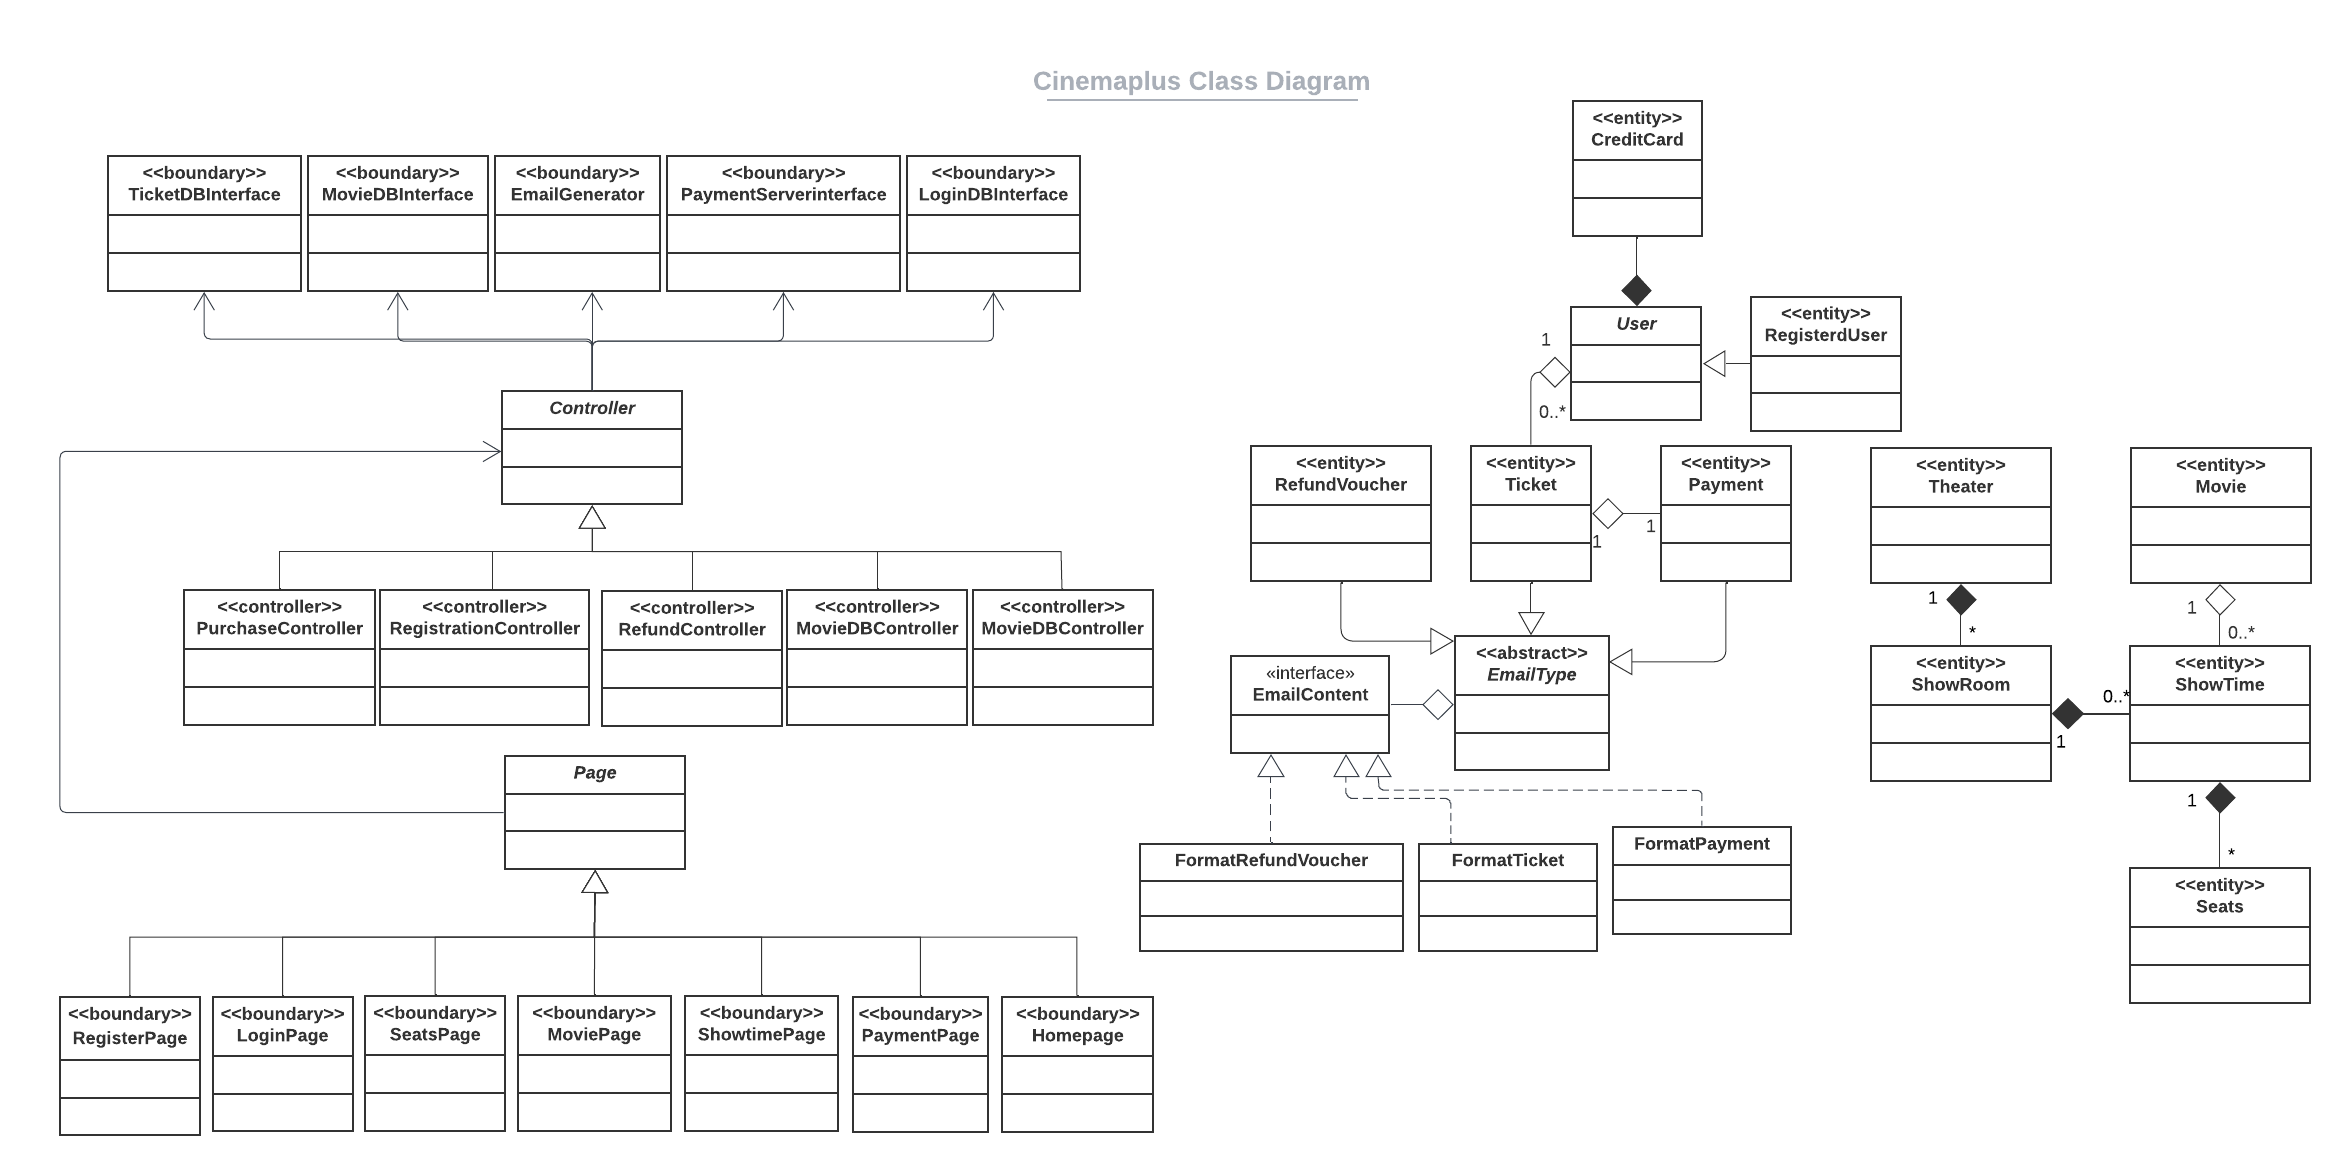 Cinemaplus Class Diagram
<<entity>>
CreditCard
<<boundary>>
TicketDBInterface
<<boundary>>
MovieDBInterface
<<boundary>>
EmailGenerator
<<boundary>>
PaymentServerinterface
<<boundary>>
LoginDBInterface
User
<<entity>>
RegisterdUser
1
0..*
Controller
<<entity>>
RefundVoucher
<<entity>>
Ticket
<<entity>>
Payment
1
1
<<entity>>
Theater
<<entity>>
Movie
1
*
1
0..*
<<controller>>
PurchaseController
<<controller>>
RegistrationController
<<controller>>
RefundController
<<controller>>
MovieDBController
<<controller>>
MovieDBController
«interface»
EmailContent
<<abstract>>
EmailType
<<entity>>
ShowRoom
<<entity>>
ShowTime
0..*
1
Page
1
*
FormatRefundVoucher
FormatTicket
FormatPayment
<<entity>>
Seats
<<boundary>>
RegisterPage
<<boundary>>
LoginPage
<<boundary>>
SeatsPage
<<boundary>>
MoviePage
<<boundary>>
ShowtimePage
<<boundary>>
PaymentPage
<<boundary>>
Homepage